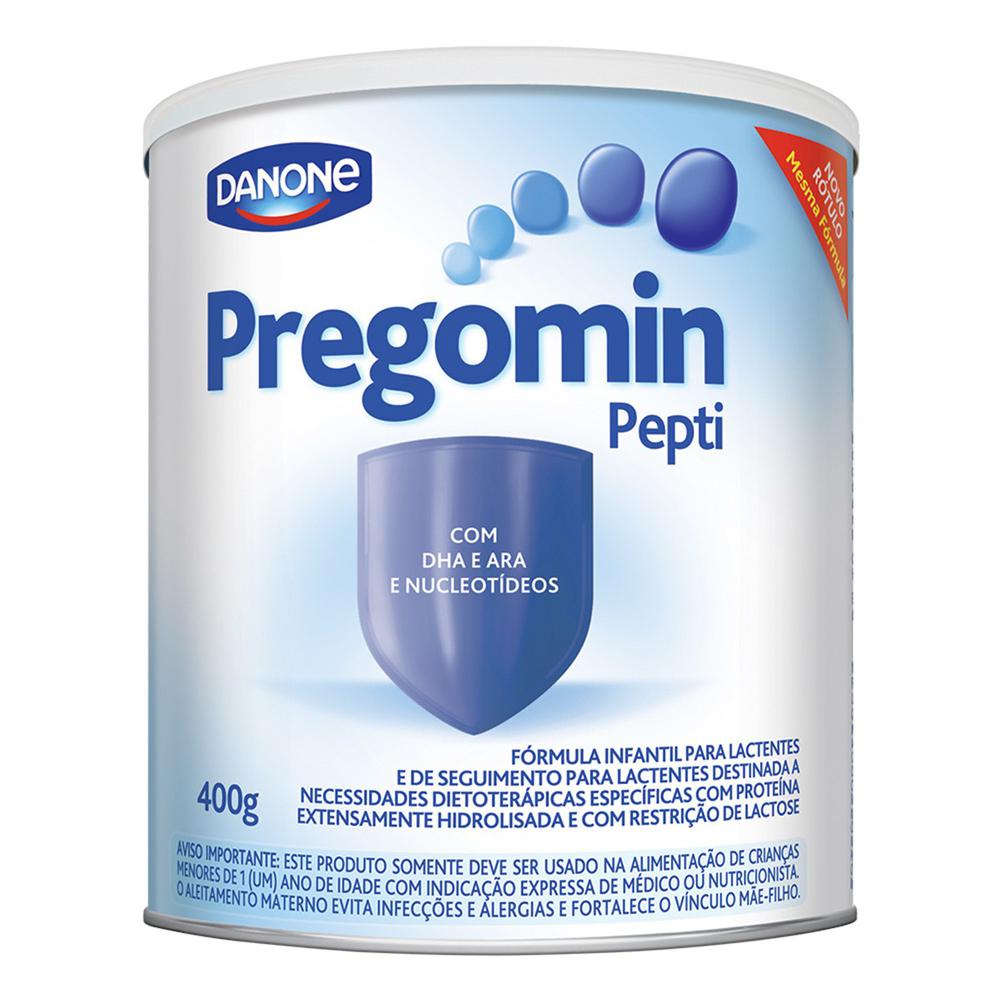 DANONE
NOVO
RÓTULO
Mesma Fórmula
Pregomin
Pepti
COM
DHA E ARA
E NUCLEOTÍDEOS
FÓRMULA INFANTIL PARA LACTENTES
E DE SEGUIMENTO PARA LACTENTES DESTINADA A
NECESSIDADES DIETOTERÁPICAS ESPECÍFICAS COM PROTEÍNA
EXTENSAMENTE HIDROLISADA E COM RESTRIÇÃO DE LACTOSE
400g
AVISO IMPORTANTE: ESTE PRODUTO SOMENTE DEVE SER USADO NA ALIMENTAÇÃO DE CRIANÇAS
MENORES DE 1 (UM) ANO DE IDADE COM INDICAÇÃO EXPRESSA DE MÉDICO OU NUTRICIONISTA.
O ALEITAMENTO MATERNO EVITA INFECÇÕES E ALERGIAS E FORTALECE O VÍNCULO MÃE-FILHO.